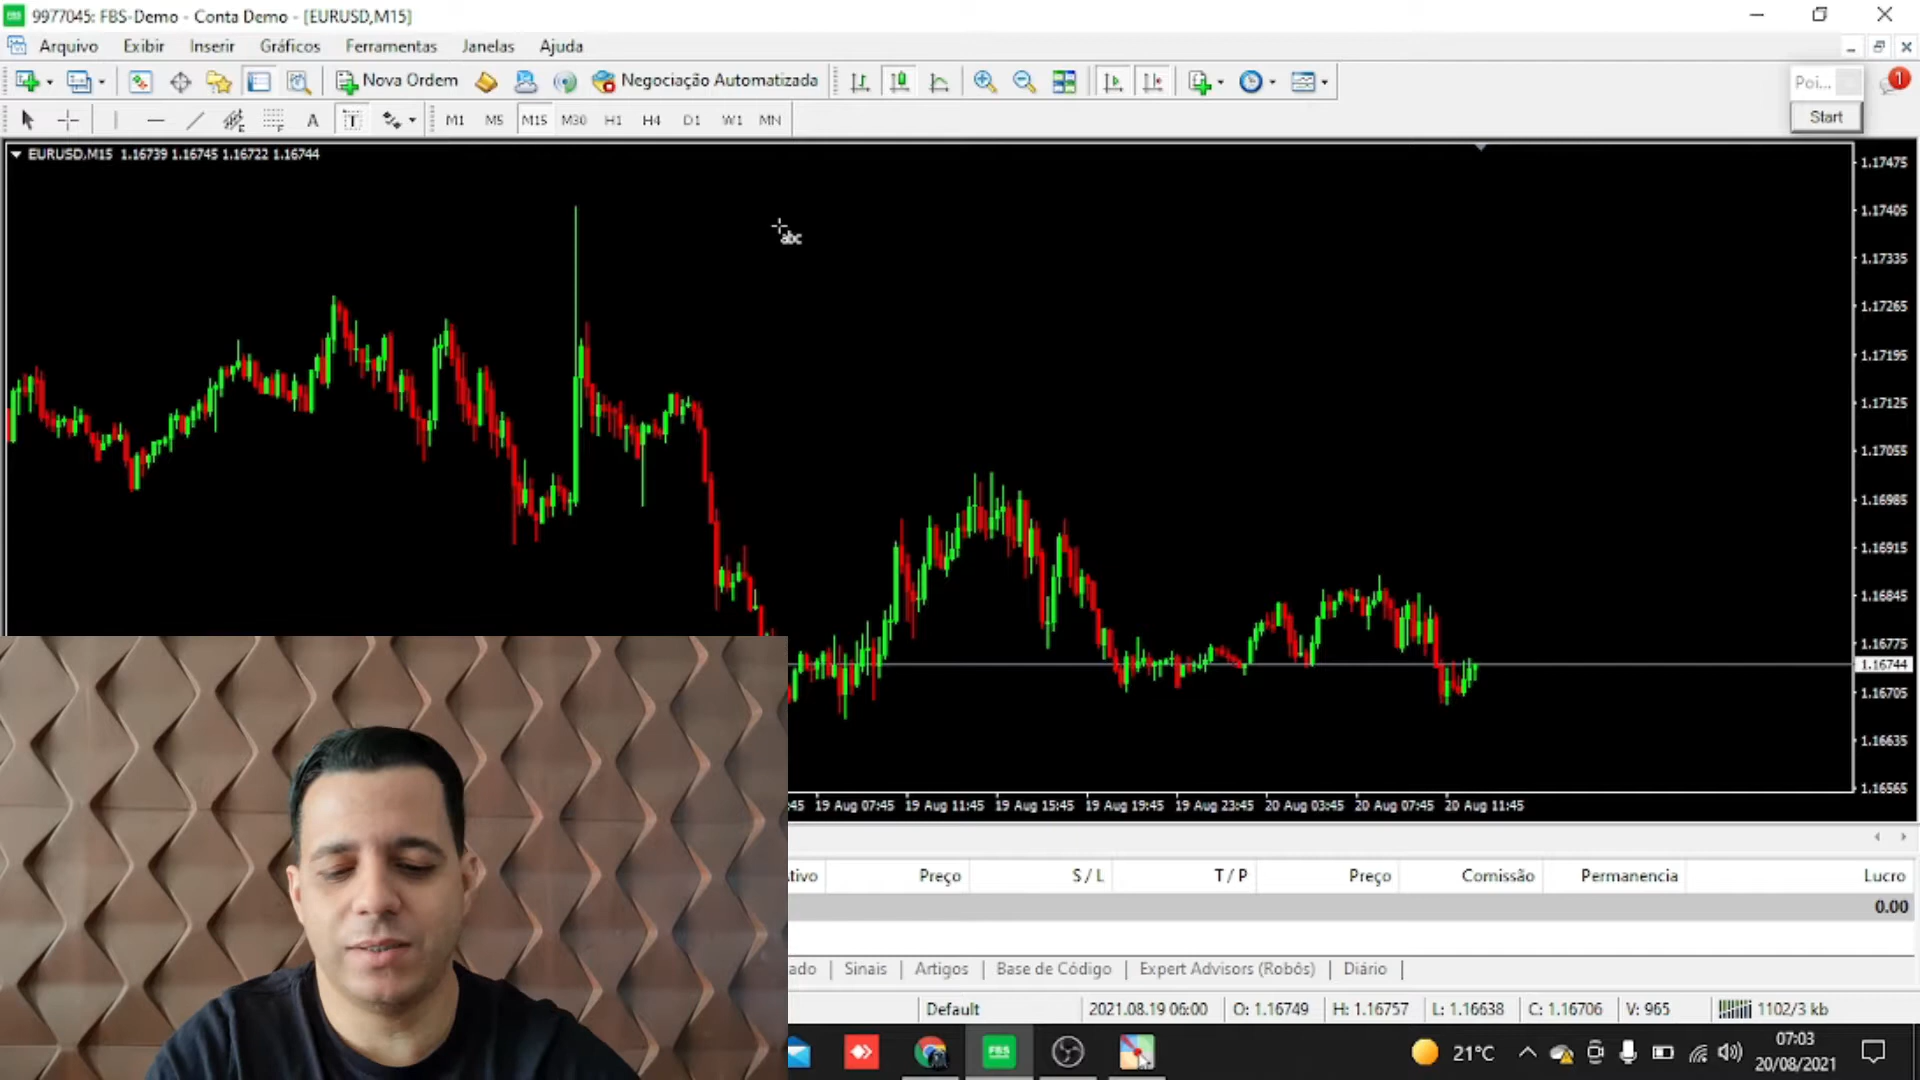 9977045: FBS-Demo - Conta Demo - [EURUSD,M15]
Arquivo Exibir Inserir Gráficos Ferramentas Janelas Ajuda
Nova Ordem Negociação Automatizada Poi... 1
A T M1 M5 M15 M30 H1 H4 D1 W1 MN Start
EURUSD,M15 1.16739 1.16745 1.16722 1.16744
1.17475
1.17405
abc
1.17335
1.17265
1.17195
1.17125
1.17055
1.16985
1.16915
1.16845
1.16775
1.16744
1.16705
1.16635
1.16565
:45 19 Aug 07:45 19 Aug 11:45 19 Aug 15:45 19 Aug 19:45 19 Aug 23:45 20 Aug 03:45 20 Aug 07:45 20 Aug 11:45
tivo Preço S / L T / P Preço Comissão Permanencia Lucro
0.00
ado | Sinais | Artigos | Base de Código | Expert Advisors (Robôs) | Diário |
Default 2021.08.19 06:00 O: 1.16749 H: 1.16757 L: 1.16638 C: 1.16706 V: 965 1102/3 kb
FBS 21°C 07:03
20/08/2021